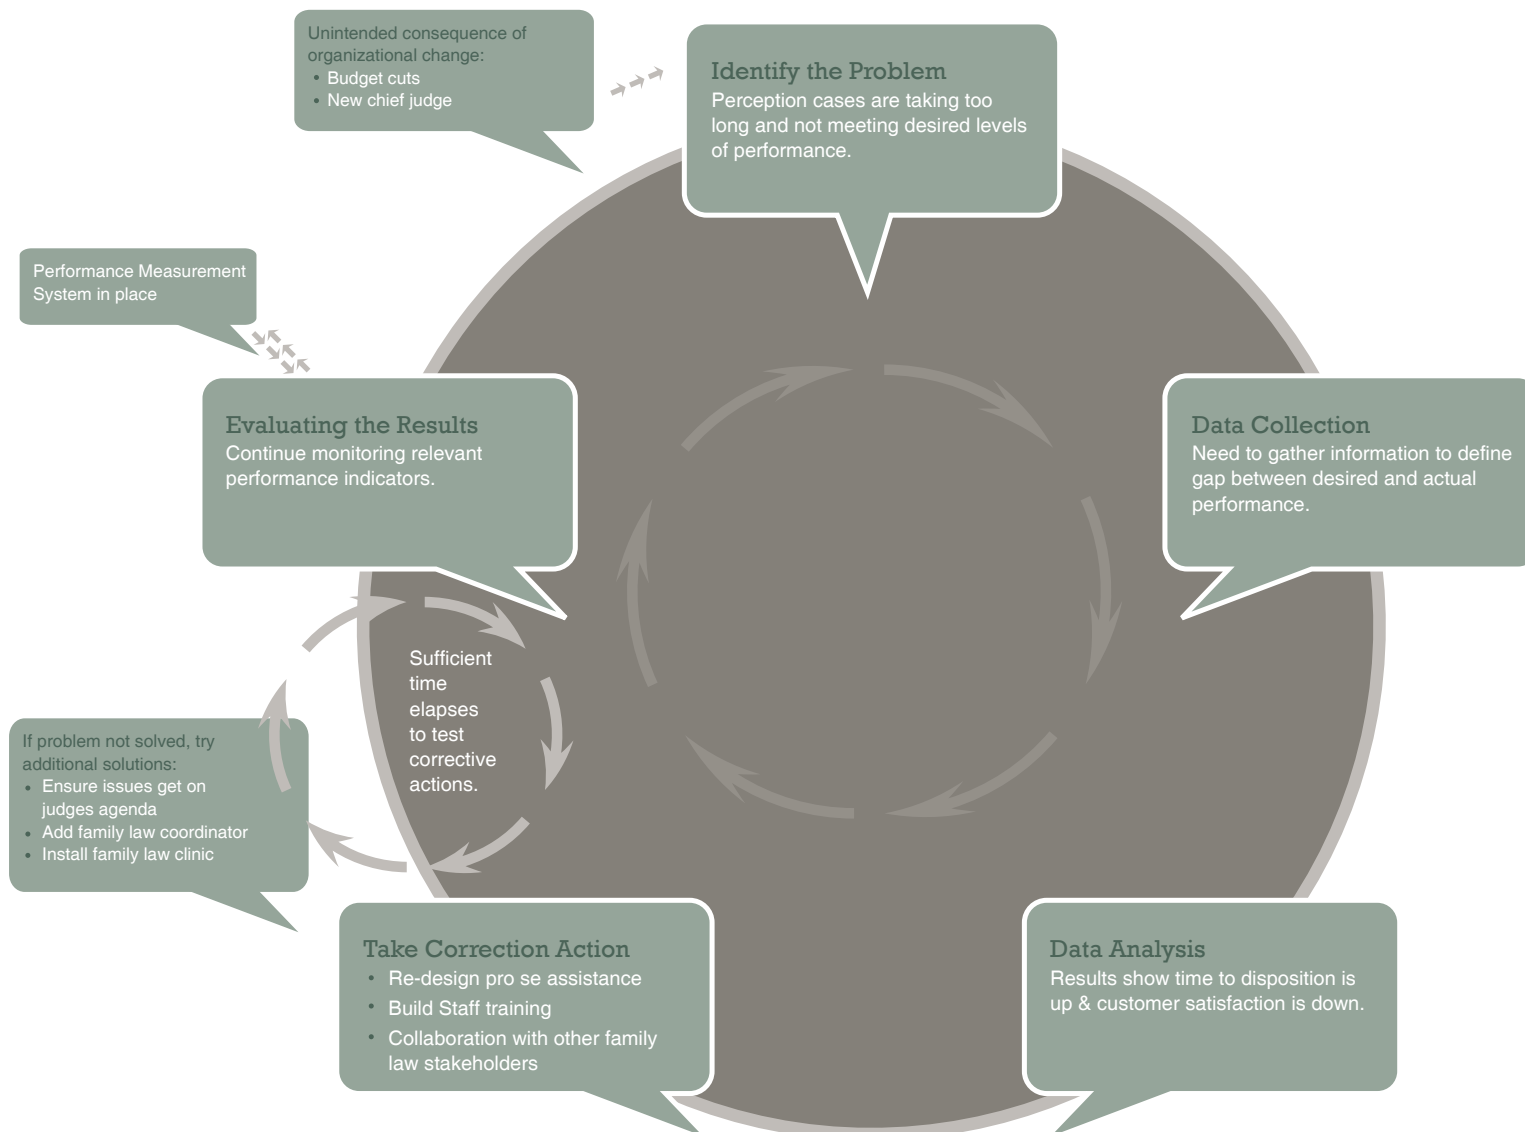 Unintended consequence of
organizational change:
• Budget cuts
• New chief judge
Identify the Problem
Perception cases are taking too
long and not meeting desired levels
of performance.
Performance Measurement
System in place
Evaluating the Results
Continue monitoring relevant
performance indicators.
Data Collection
Need to gather information to define
gap between desired and actual
performance.
Sufficient
time
elapses
to test
corrective
actions.
If problem not solved, try
additional solutions:
• Ensure issues get on
judges agenda
• Add family law coordinator
• Install family law clinic
Take Correction Action
• Re-design pro se assistance
• Build Staff training
• Collaboration with other family
law stakeholders
Data Analysis
Results show time to disposition is
up & customer satisfaction is down.